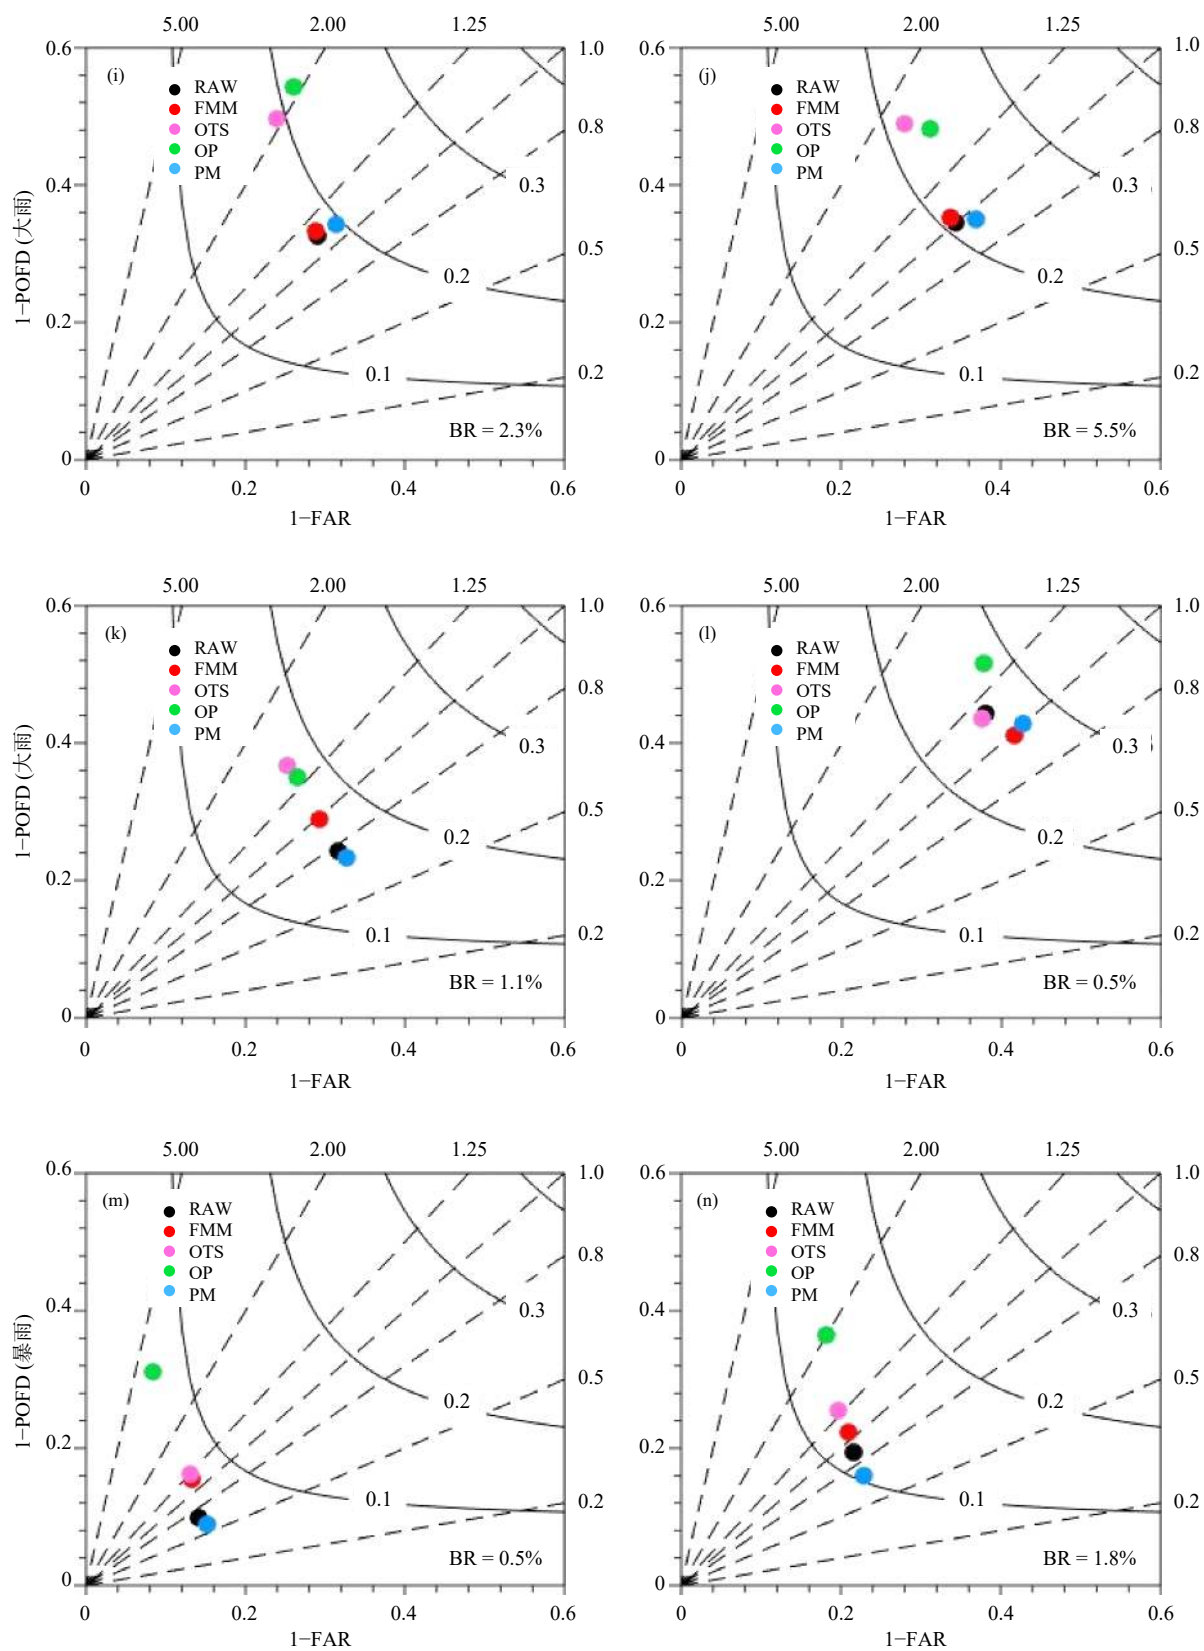 5.00 2.00 1.25
0.6 1.0
(i)
RAW
FMM
OTS
OP
PM
0.8
0.4
0.3
0.5
0.2
0.2
0.1
0.2
BR = 2.3%
0
0 0.2 0.4 0.6
1−FAR
1−POFD (大雨)
5.00 2.00 1.25
0.6 1.0
(j)
RAW
FMM
OTS
OP
PM
0.8
0.4
0.3
0.5
0.2
0.2
0.1
0.2
BR = 5.5%
0
0 0.2 0.4 0.6
1−FAR
5.00 2.00 1.25
0.6 1.0
(k)
RAW
FMM
OTS
OP
PM
0.8
0.4
0.3
0.5
0.2
0.2
0.1
0.2
BR = 1.1%
0
0 0.2 0.4 0.6
1−FAR
1−POFD (大雨)
5.00 2.00 1.25
0.6 1.0
(l)
RAW
FMM
OTS
OP
PM
0.8
0.4
0.3
0.5
0.2
0.2
0.1
0.2
BR = 0.5%
0
0 0.2 0.4 0.6
1−FAR
5.00 2.00 1.25
0.6 1.0
(m)
RAW
FMM
OTS
OP
PM
0.8
0.4
0.3
0.5
0.2
0.2
0.1
0.2
BR = 0.5%
0
0 0.2 0.4 0.6
1−FAR
1−POFD (暴雨)
5.00 2.00 1.25
0.6 1.0
(n)
RAW
FMM
OTS
OP
PM
0.8
0.4
0.3
0.5
0.2
0.2
0.1
0.2
BR = 1.8%
0
0 0.2 0.4 0.6
1−FAR